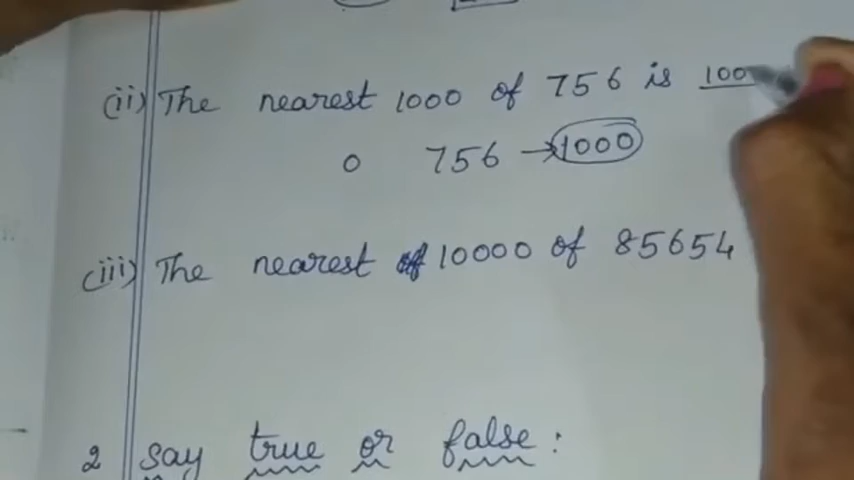 (ii) The nearest 1000 of 756 is 100
0 756 → 1000
(iii) The nearest 10000 of 85654
2 say true or false: